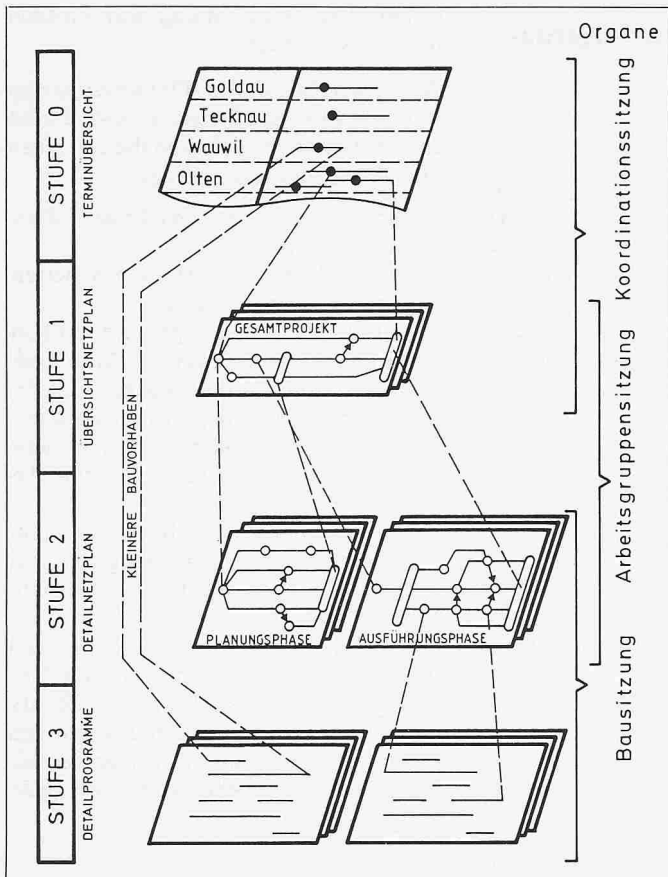 Organe
STUFE 0
TERMINÜBERSICHT
Goldau
Tecknau
Wauwil
Olten
Koordinationssitzung
STUFE 1
ÜBERSICHTSNETZPLAN
GESAMTPROJEKT
KLEINERE BAUVORHABEN
Arbeitsgruppensitzung
STUFE 2
DETAILNETZPLAN
PLANUNGSPHASE
AUSFÜHRUNGSPHASE
Bausitzung
STUFE 3
DETAILPROGRAMME